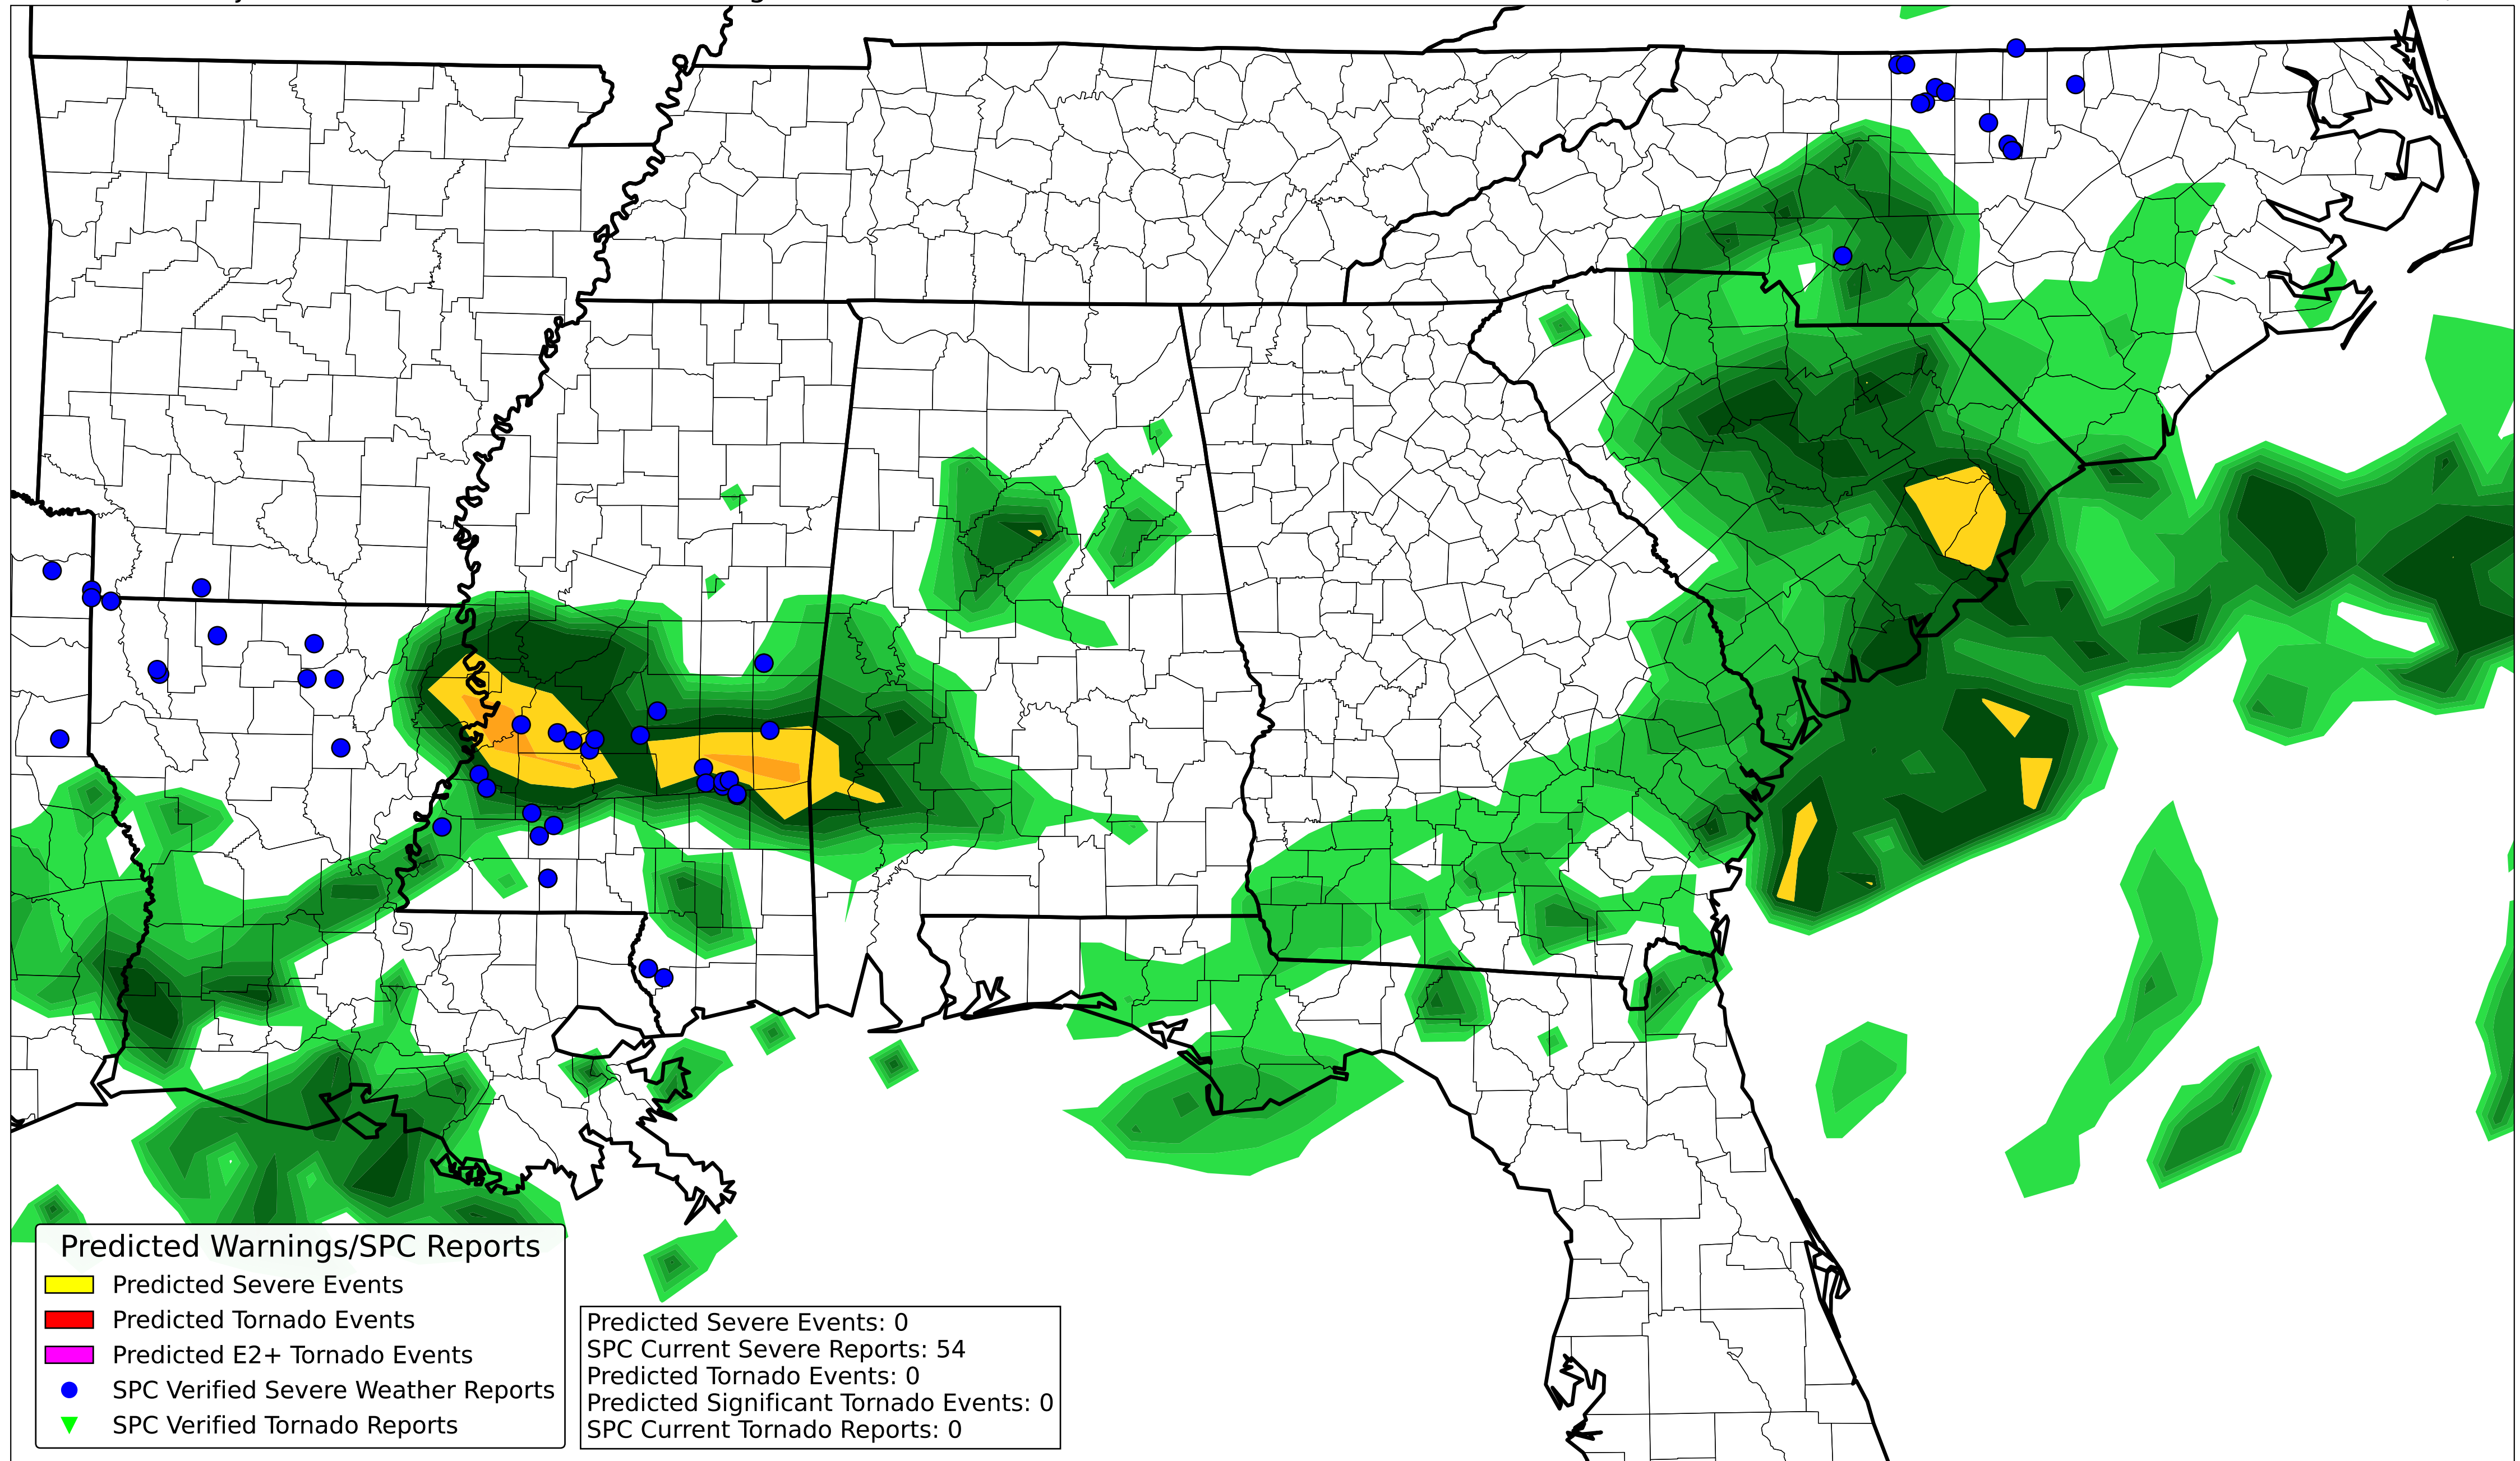 Predicted Warnings/SPC Reports
Predicted Severe Events
Predicted Tornado Events
Predicted E2+ Tornado Events
SPC Verified Severe Weather Reports
SPC Verified Tornado Reports
Predicted Severe Events: 0
SPC Current Severe Reports: 54
Predicted Tornado Events: 0
Predicted Significant Tornado Events: 0
SPC Current Tornado Reports: 0